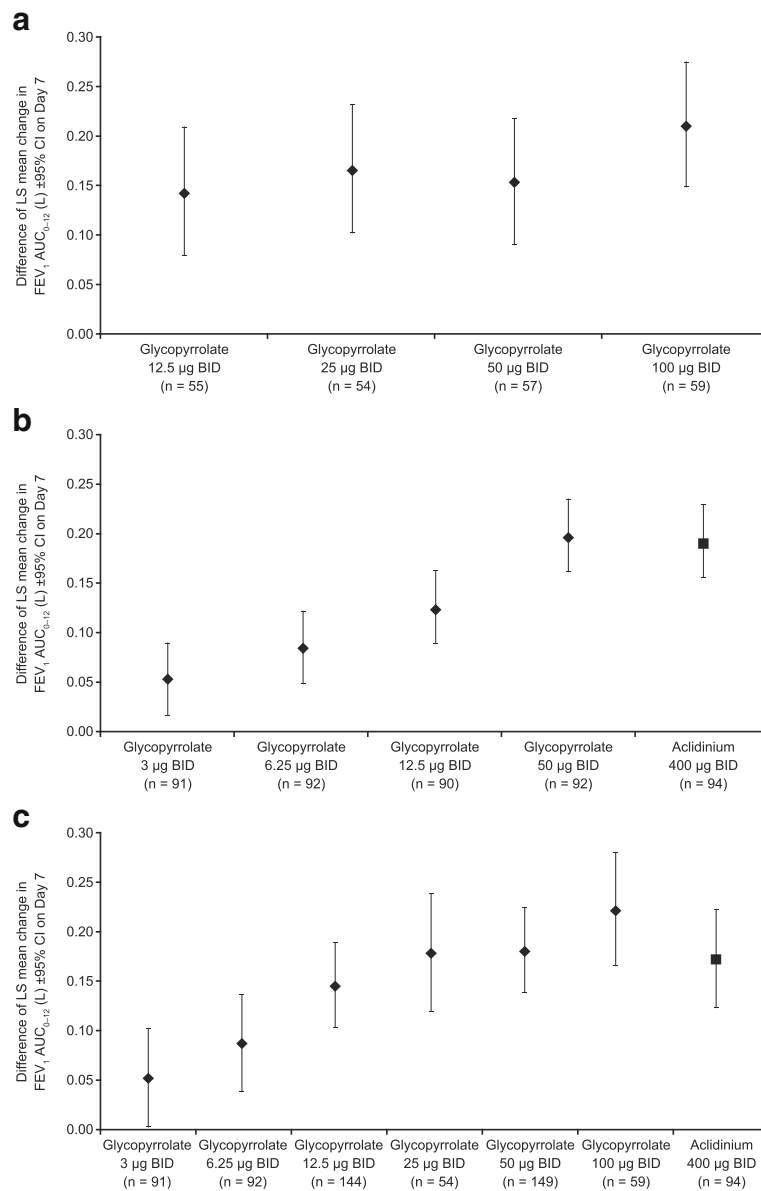 a
Difference of LS mean change in
FEV₁ AUC₀₋₁₂ (L) ±95% CI on Day 7
0.30
0.25
0.20
0.15
0.10
0.05
0.00
Glycopyrrolate
12.5 µg BID
(n = 55)
Glycopyrrolate
25 µg BID
(n = 54)
Glycopyrrolate
50 µg BID
(n = 57)
Glycopyrrolate
100 µg BID
(n = 59)
b
Difference of LS mean change in
FEV₁ AUC₀₋₁₂ (L) ±95% CI on Day 7
0.30
0.25
0.20
0.15
0.10
0.05
0.00
Glycopyrrolate
3 µg BID
(n = 91)
Glycopyrrolate
6.25 µg BID
(n = 92)
Glycopyrrolate
12.5 µg BID
(n = 90)
Glycopyrrolate
50 µg BID
(n = 92)
Aclidinium
400 µg BID
(n = 94)
c
Difference of LS mean change in
FEV₁ AUC₀₋₁₂ (L) ±95% CI on Day 7
0.30
0.25
0.20
0.15
0.10
0.05
0.00
Glycopyrrolate
3 µg BID
(n = 91)
Glycopyrrolate
6.25 µg BID
(n = 92)
Glycopyrrolate
12.5 µg BID
(n = 144)
Glycopyrrolate
25 µg BID
(n = 54)
Glycopyrrolate
50 µg BID
(n = 149)
Glycopyrrolate
100 µg BID
(n = 59)
Aclidinium
400 µg BID
(n = 94)